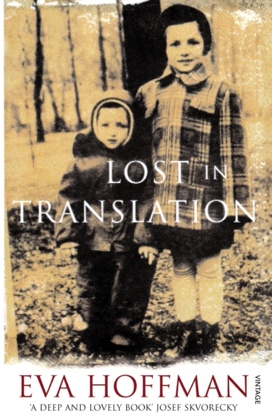 LOST IN
TRANSLATION
EVA HOFFMAN
VINTAGE
'A DEEP AND LOVELY BOOK' JOSEF SKVORECKY